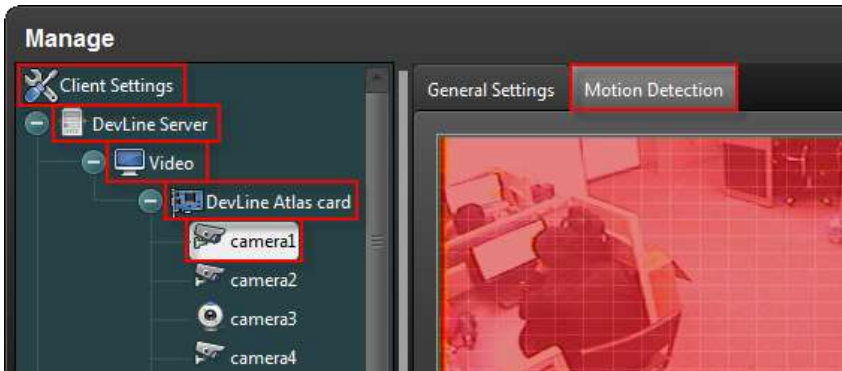 Manage
Client Settings
DevLine Server
Video
DevLine Atlas card
camera1
camera2
camera3
camera4
General Settings
Motion Detection